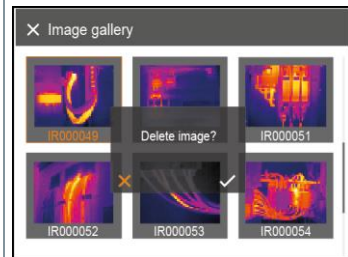 Image gallery
IR000049
IR000051
Delete image?
IR000052
IR000053
IR000054